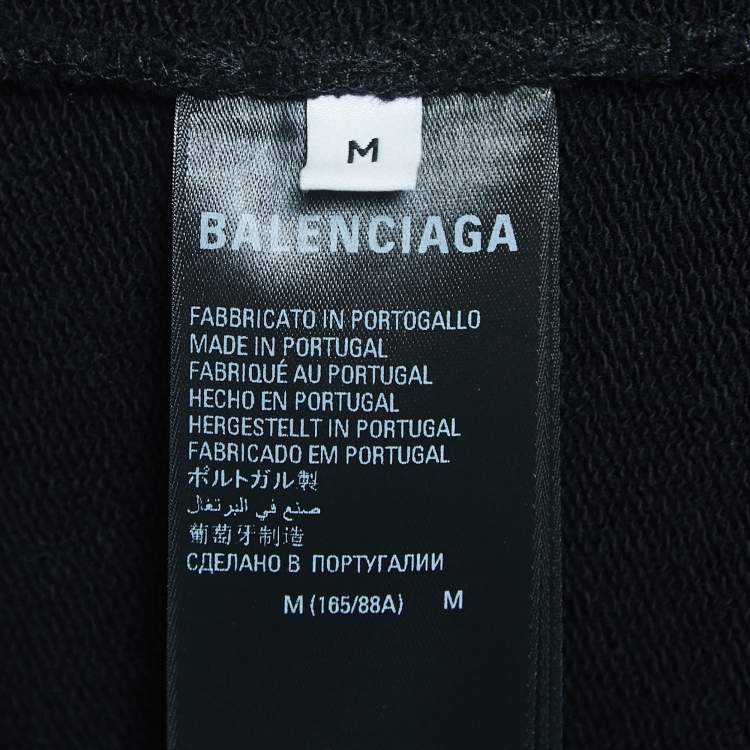 M
BALENCIAGA
FABBRICATO IN PORTOGALLO
MADE IN PORTUGAL
FABRIQUÉ AU PORTUGAL
HECHO EN PORTUGAL
HERGESTELLT IN PORTUGAL
FABRICADO EM PORTUGAL
ポルトガル製
صنع في البرتغال
葡萄牙制造
СДЕЛАНО В ПОРТУГАЛИИ
M (165/88A) M